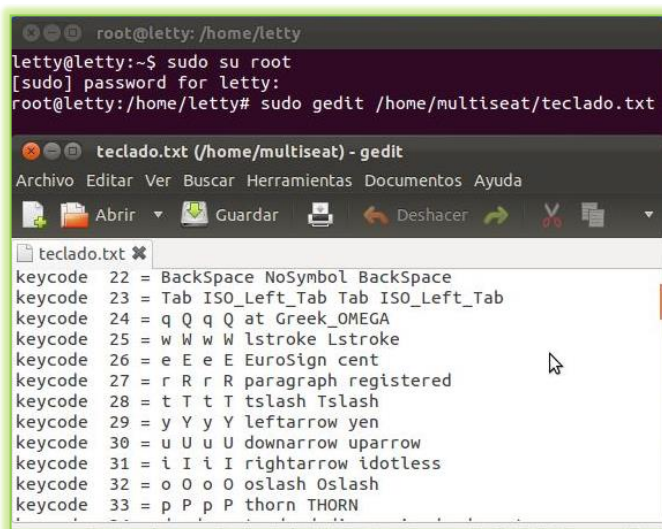 root@letty: /home/letty
letty@letty:~$ sudo su root
[sudo] password for letty:
root@letty:/home/letty# sudo gedit /home/multiseat/teclado.txt
teclado.txt (/home/multiseat) - gedit
Archivo Editar Ver Buscar Herramientas Documentos Ayuda
Abrir Guardar Deshacer
teclado.txt
keycode 22 = BackSpace NoSymbol BackSpace
keycode 23 = Tab ISO_Left_Tab Tab ISO_Left_Tab
keycode 24 = q Q q Q at Greek_OMEGA
keycode 25 = w W w W lstroke Lstroke
keycode 26 = e E e E EuroSign cent
keycode 27 = r R r R paragraph registered
keycode 28 = t T t T tslash Tslash
keycode 29 = y Y y Y leftarrow yen
keycode 30 = u U u U downarrow uparrow
keycode 31 = i I i I rightarrow idotless
keycode 32 = o O o O oslash Oslash
keycode 33 = p P p P thorn THORN